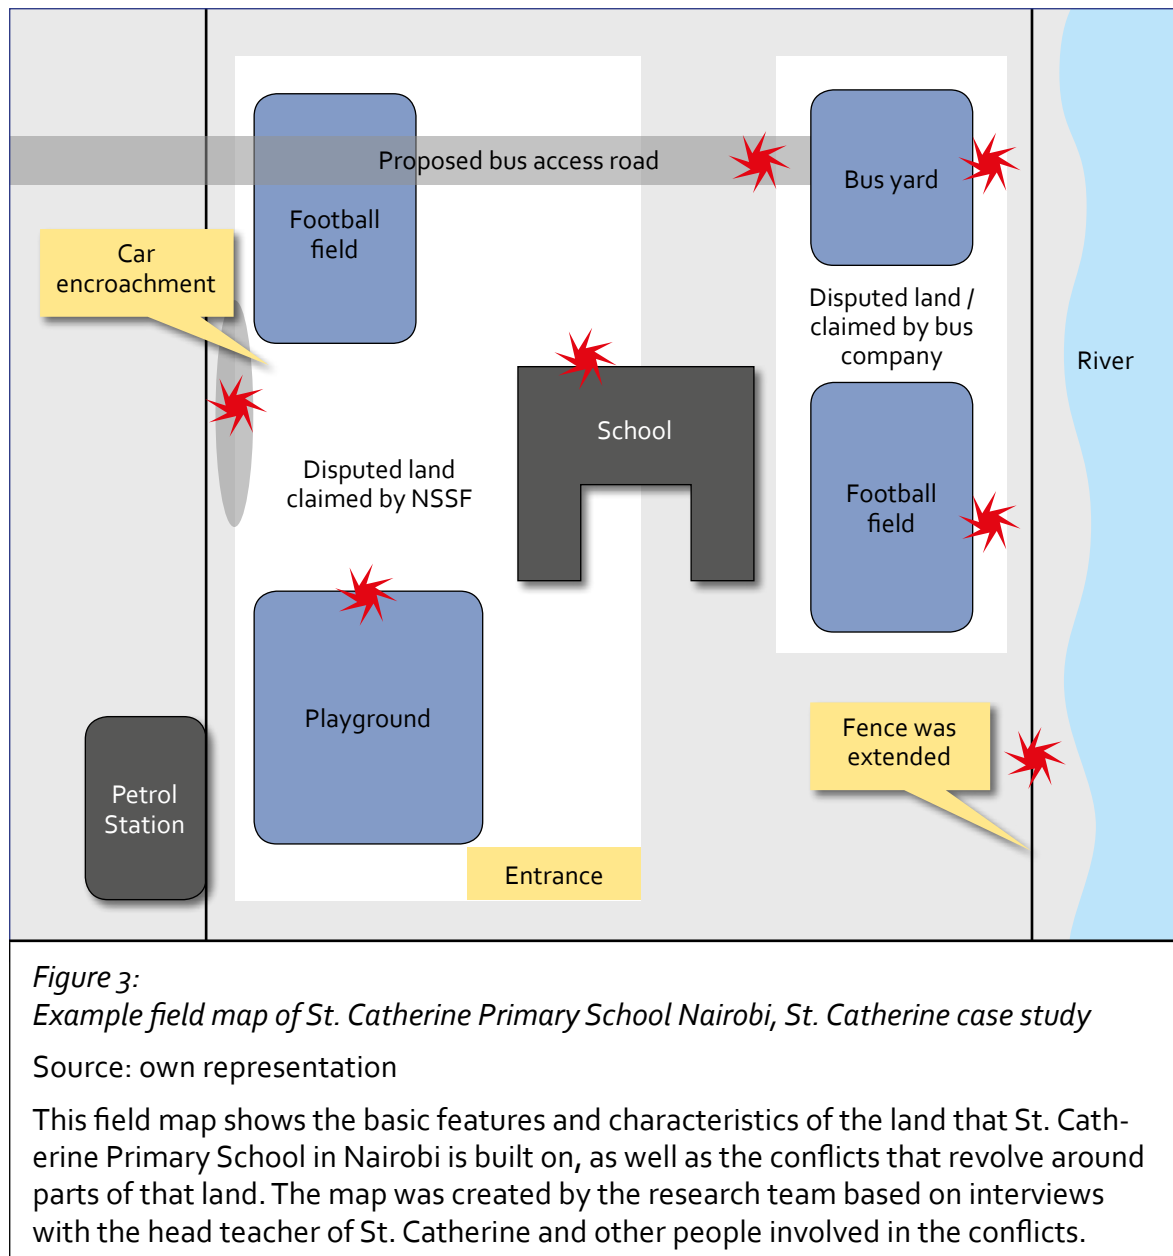 Proposed bus access road
Bus yard
Football
field
Car
encroachment
Disputed land /
claimed by bus
company
River
School
Disputed land
claimed by NSSF
Football
field
Playground
Fence was
extended
Petrol
Station
Entrance
Figure 3:
Example field map of St. Catherine Primary School Nairobi, St. Catherine case study
Source: own representation
This field map shows the basic features and characteristics of the land that St. Cath-
erine Primary School in Nairobi is built on, as well as the conflicts that revolve around
parts of that land. The map was created by the research team based on interviews
with the head teacher of St. Catherine and other people involved in the conflicts.